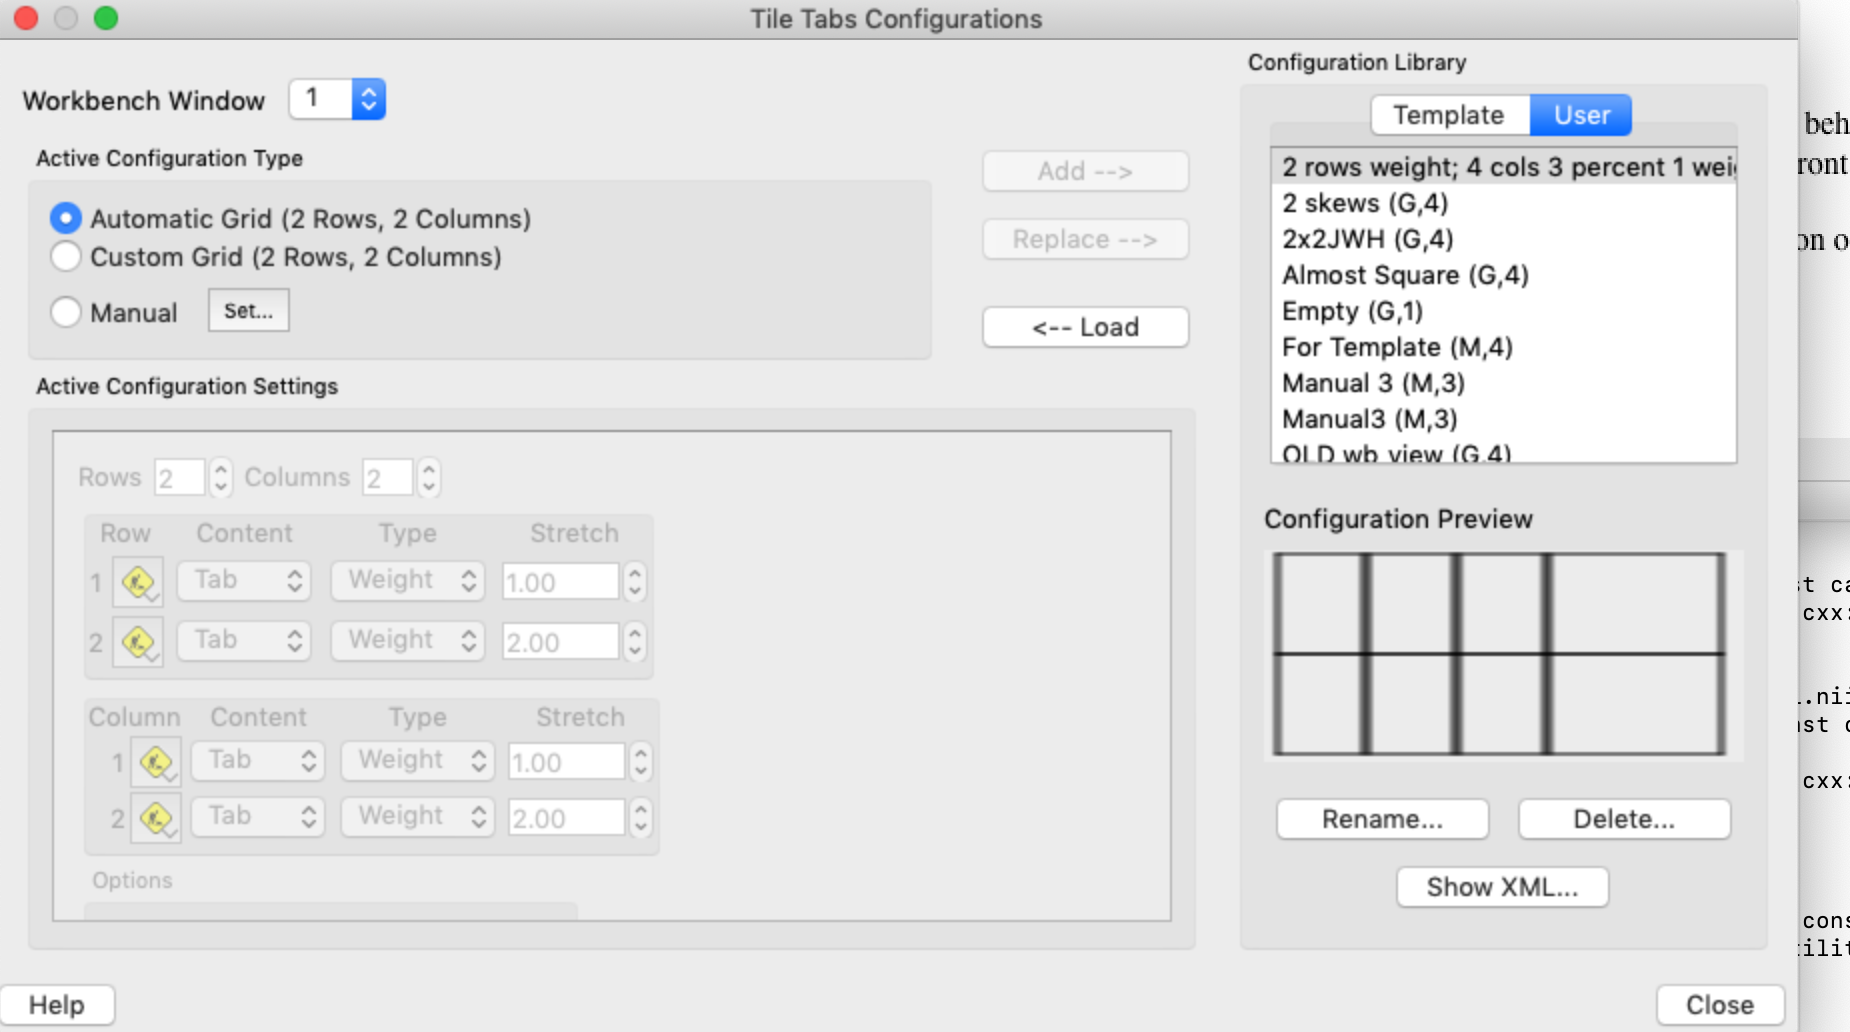 Tile Tabs Configurations
Workbench Window 1
Active Configuration Type
Automatic Grid (2 Rows, 2 Columns)
Custom Grid (2 Rows, 2 Columns)
Manual Set...
Add -->
Replace -->
<-- Load
Active Configuration Settings
Rows 2 Columns 2
Row Content Type Stretch
1 Tab Weight 1.00
2 Tab Weight 2.00
Column Content Type Stretch
1 Tab Weight 1.00
2 Tab Weight 2.00
Options
Configuration Library
Template User
2 rows weight; 4 cols 3 percent 1 wei
2 skews (G,4)
2x2JWH (G,4)
Almost Square (G,4)
Empty (G,1)
For Template (M,4)
Manual 3 (M,3)
Manual3 (M,3)
OLD wb view (G,4)
Configuration Preview
Rename... Delete...
Show XML...
Help Close
beh
ront
on o
st ca
cxx:
.nii
st c
cxx:
cons
ilit